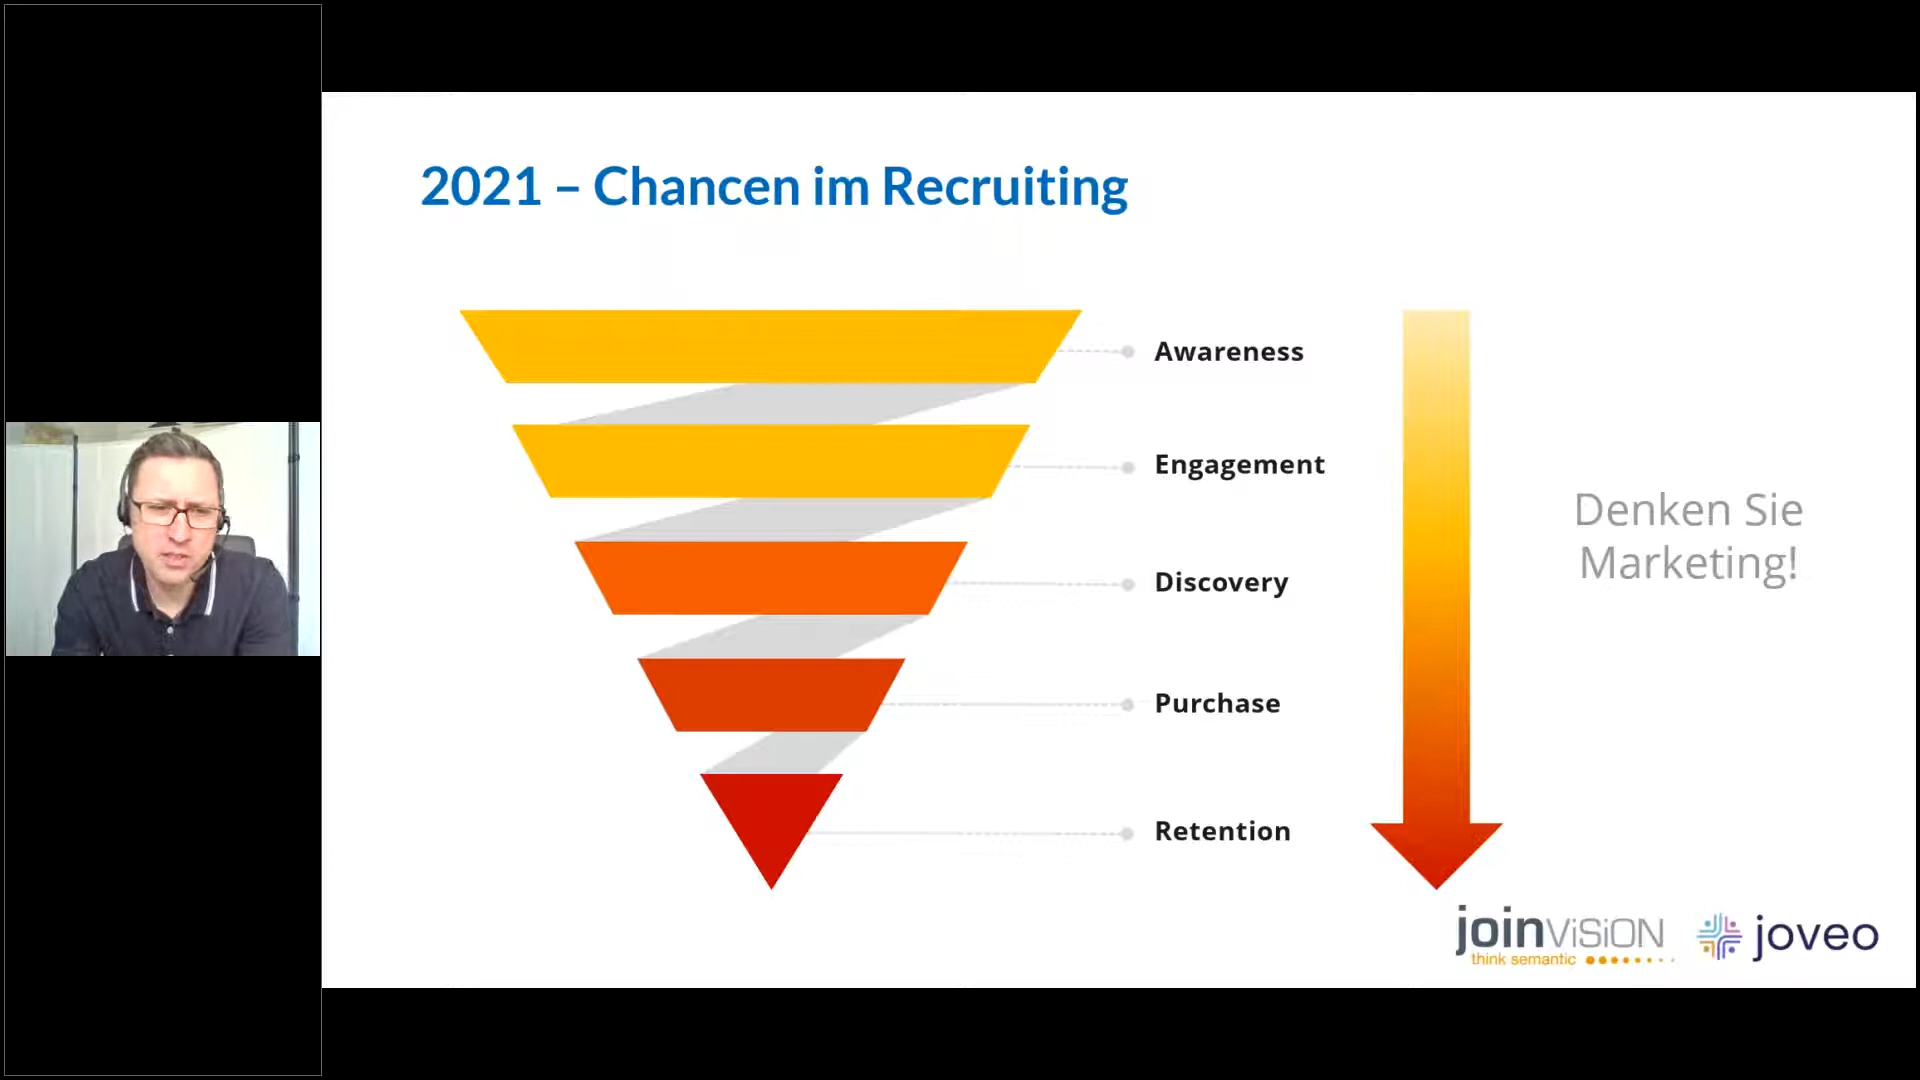 2021 – Chancen im Recruiting
Awareness
Engagement
Discovery
Purchase
Retention
Denken Sie
Marketing!
joinvision
think semantic
joveo